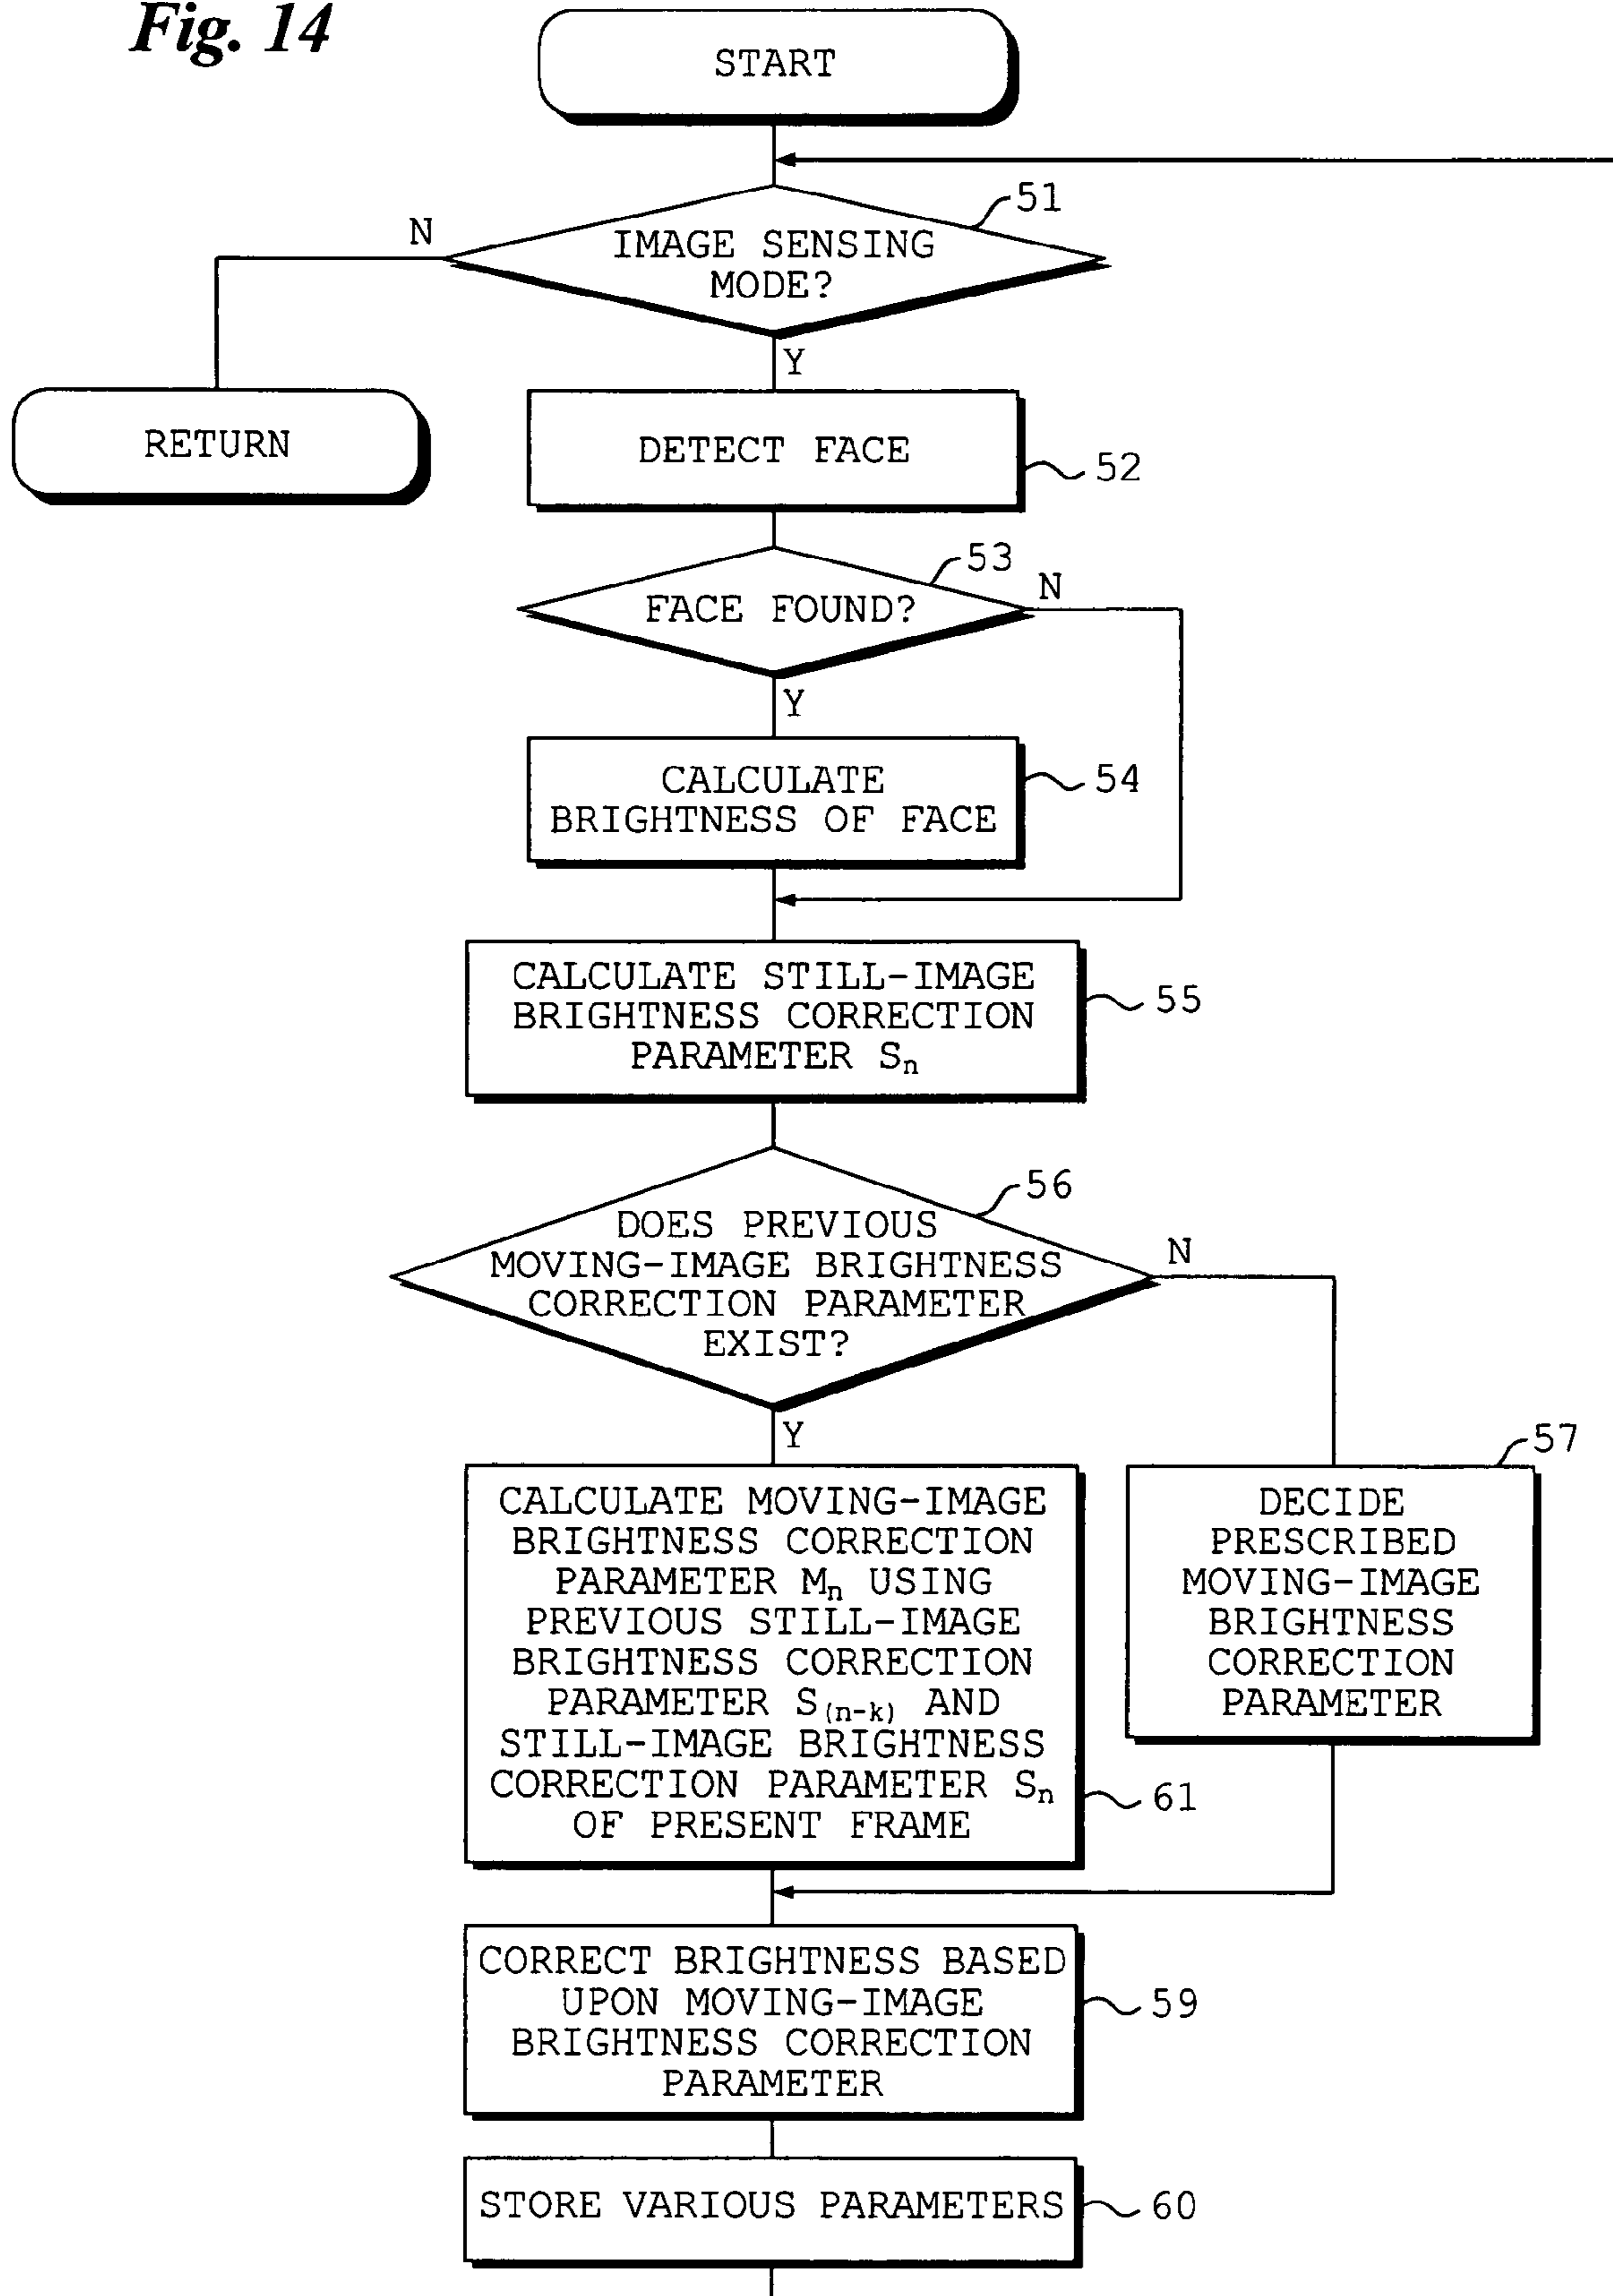 Fig. 14
START
51
N
IMAGE SENSING
MODE?
Y
RETURN
DETECT FACE
52
53
N
FACE FOUND?
Y
CALCULATE
BRIGHTNESS OF FACE
54
CALCULATE STILL-IMAGE
BRIGHTNESS CORRECTION
PARAMETER Sn
55
56
DOES PREVIOUS
MOVING-IMAGE BRIGHTNESS
CORRECTION PARAMETER
EXIST?
N
Y
57
CALCULATE MOVING-IMAGE
BRIGHTNESS CORRECTION
PARAMETER Mn USING
PREVIOUS STILL-IMAGE
BRIGHTNESS CORRECTION
PARAMETER S(n-k) AND
STILL-IMAGE BRIGHTNESS
CORRECTION PARAMETER Sn
OF PRESENT FRAME
61
DECIDE
PRESCRIBED
MOVING-IMAGE
BRIGHTNESS
CORRECTION
PARAMETER
CORRECT BRIGHTNESS BASED
UPON MOVING-IMAGE
BRIGHTNESS CORRECTION
PARAMETER
59
STORE VARIOUS PARAMETERS
60